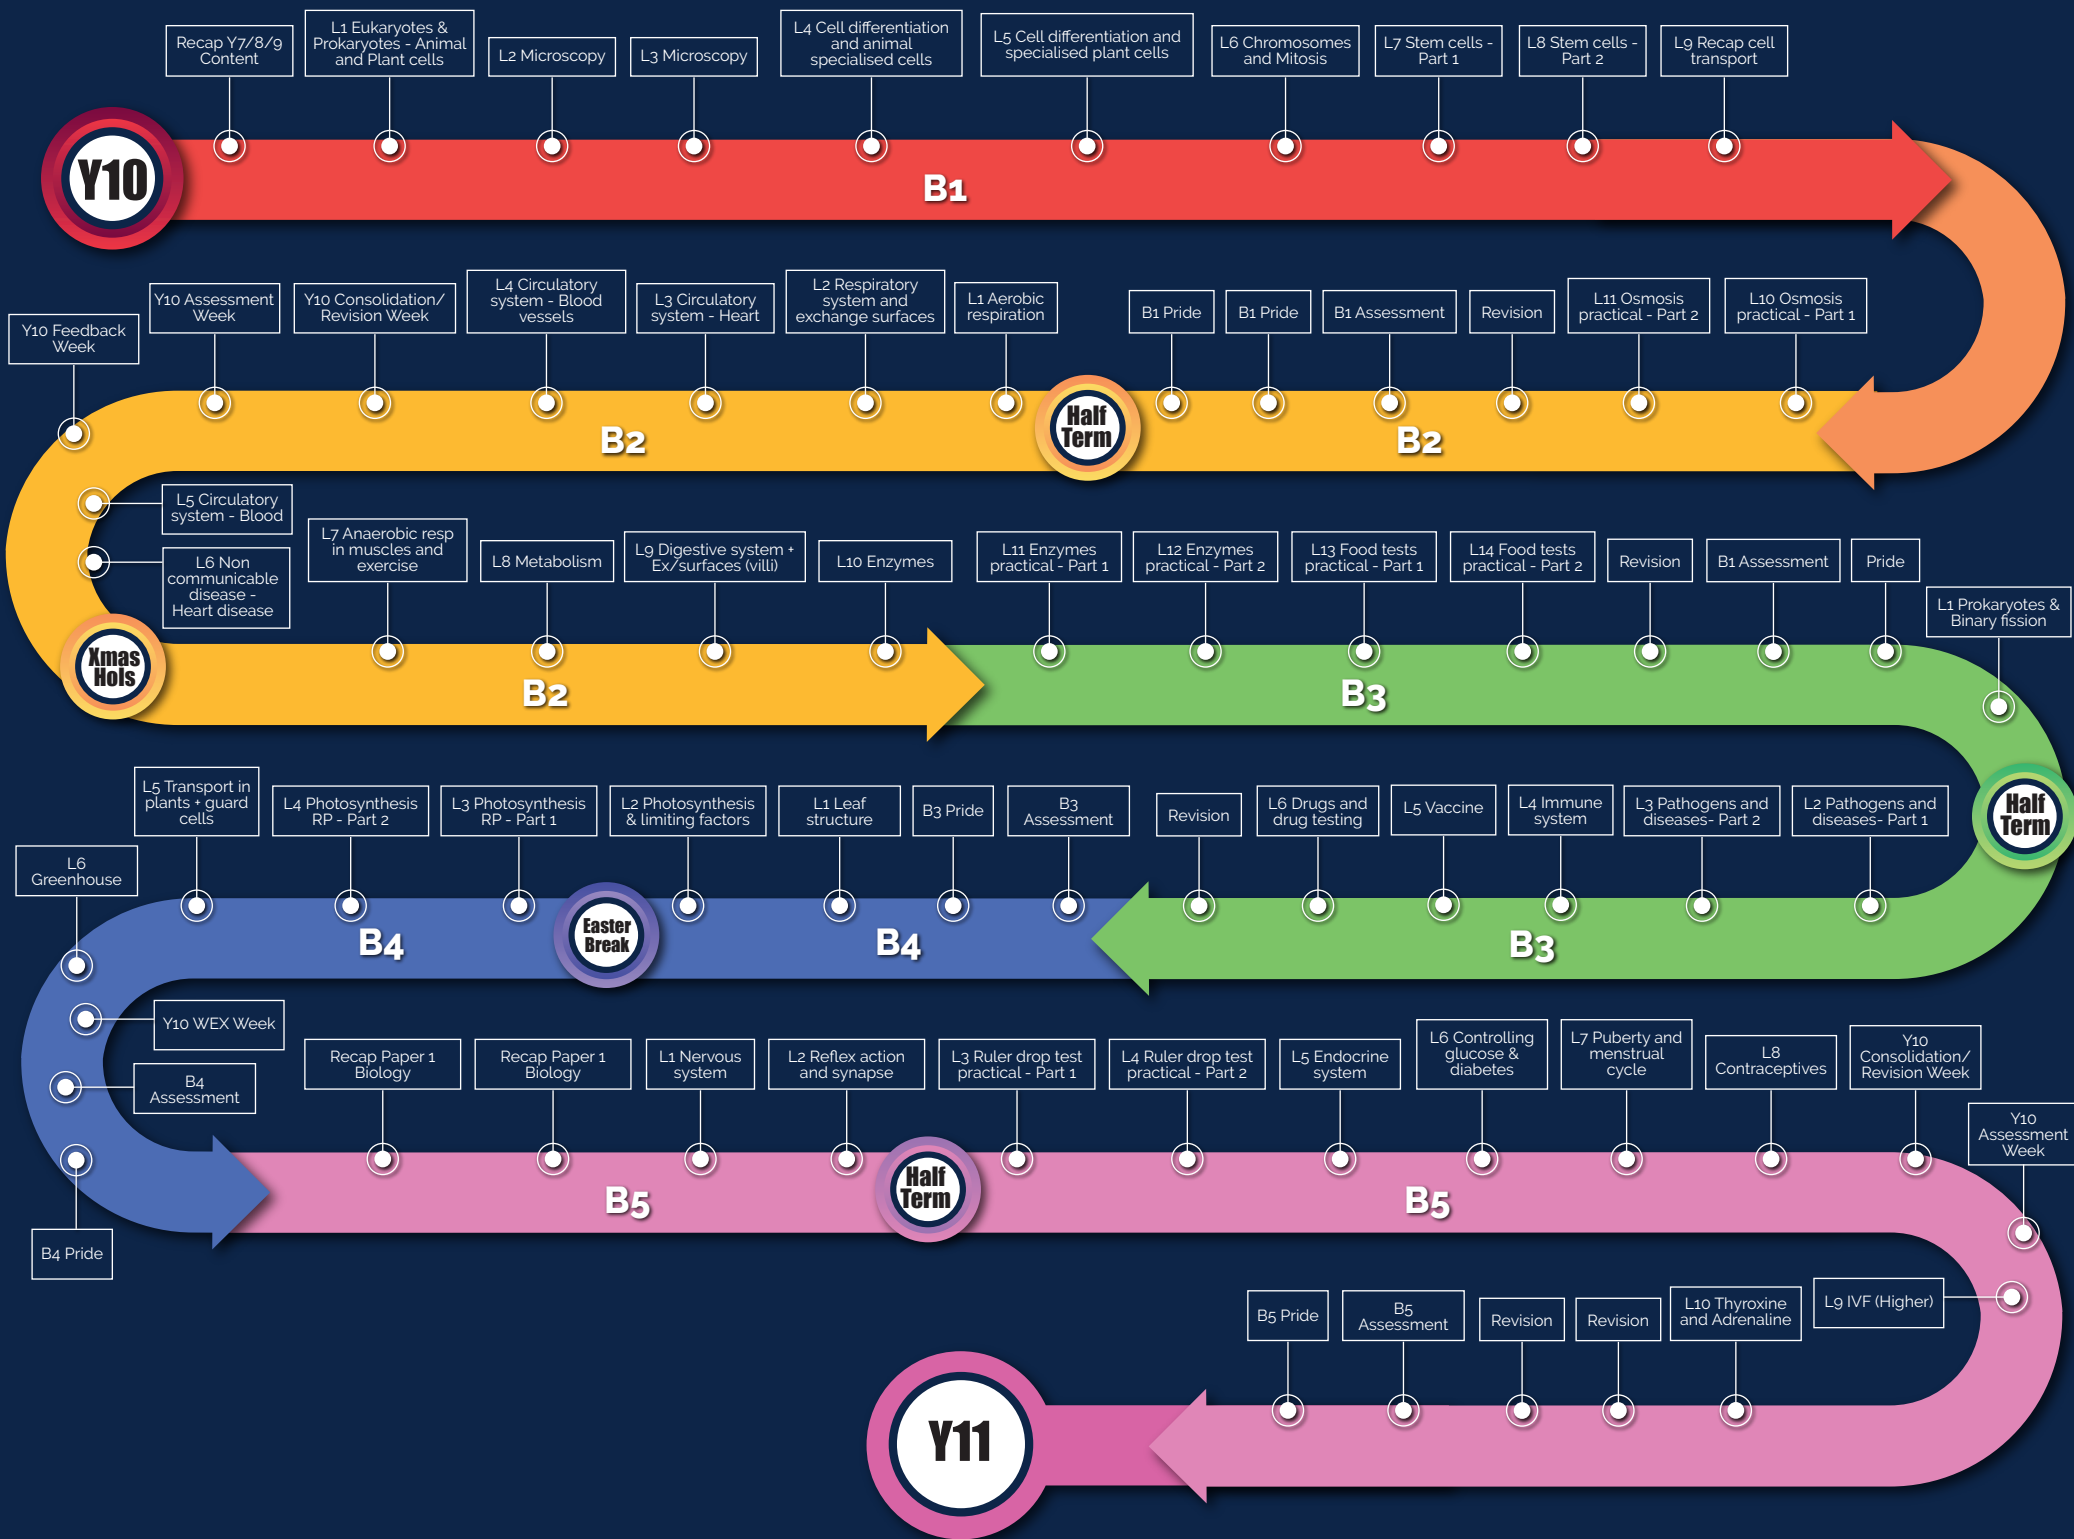 Y10
Recap Y7/8/9
Content
L1 Eukaryotes &
Prokaryotes - Animal
and Plant cells
L2 Microscopy
L3 Microscopy
L4 Cell differentiation
and animal
specialised cells
L5 Cell differentiation and
specialised plant cells
L6 Chromosomes
and Mitosis
L7 Stem cells -
Part 1
L8 Stem cells -
Part 2
L9 Recap cell
transport
B1
L10 Osmosis
practical - Part 1
L11 Osmosis
practical - Part 2
Revision
B1 Assessment
B1 Pride
B1 Pride
B2
Half
Term
L1 Aerobic
respiration
L2 Respiratory
system and
exchange surfaces
L3 Circulatory
system - Heart
L4 Circulatory
system - Blood
vessels
Y10 Consolidation/
Revision Week
Y10 Assessment
Week
Y10 Feedback
Week
B2
L5 Circulatory
system - Blood
L6 Non
communicable
disease -
Heart disease
Xmas
Hols
L7 Anaerobic resp
in muscles and
exercise
L8 Metabolism
L9 Digestive system +
Ex/surfaces (villi)
L10 Enzymes
B2
L11 Enzymes
practical - Part 1
L12 Enzymes
practical - Part 2
L13 Food tests
practical - Part 1
L14 Food tests
practical - Part 2
Revision
B1 Assessment
Pride
L1 Prokaryotes &
Binary fission
B3
Half
Term
L2 Pathogens and
diseases- Part 1
L3 Pathogens and
diseases- Part 2
L4 Immune
system
L5 Vaccine
L6 Drugs and
drug testing
Revision
B3
B3
Assessment
B3 Pride
L1 Leaf
structure
L2 Photosynthesis
& limiting factors
B4
Easter
Break
L3 Photosynthesis
RP - Part 1
L4 Photosynthesis
RP - Part 2
L5 Transport in
plants + guard
cells
B4
L6
Greenhouse
Y10 WEX Week
B4
Assessment
B4 Pride
Recap Paper 1
Biology
Recap Paper 1
Biology
L1 Nervous
system
L2 Reflex action
and synapse
B5
Half
Term
L3 Ruler drop test
practical - Part 1
L4 Ruler drop test
practical - Part 2
L5 Endocrine
system
L6 Controlling
glucose &
diabetes
L7 Puberty and
menstrual
cycle
L8
Contraceptives
Y10
Consolidation/
Revision Week
Y10
Assessment
Week
B5
L9 IVF (Higher)
L10 Thyroxine
and Adrenaline
Revision
Revision
B5
Assessment
B5 Pride
Y11